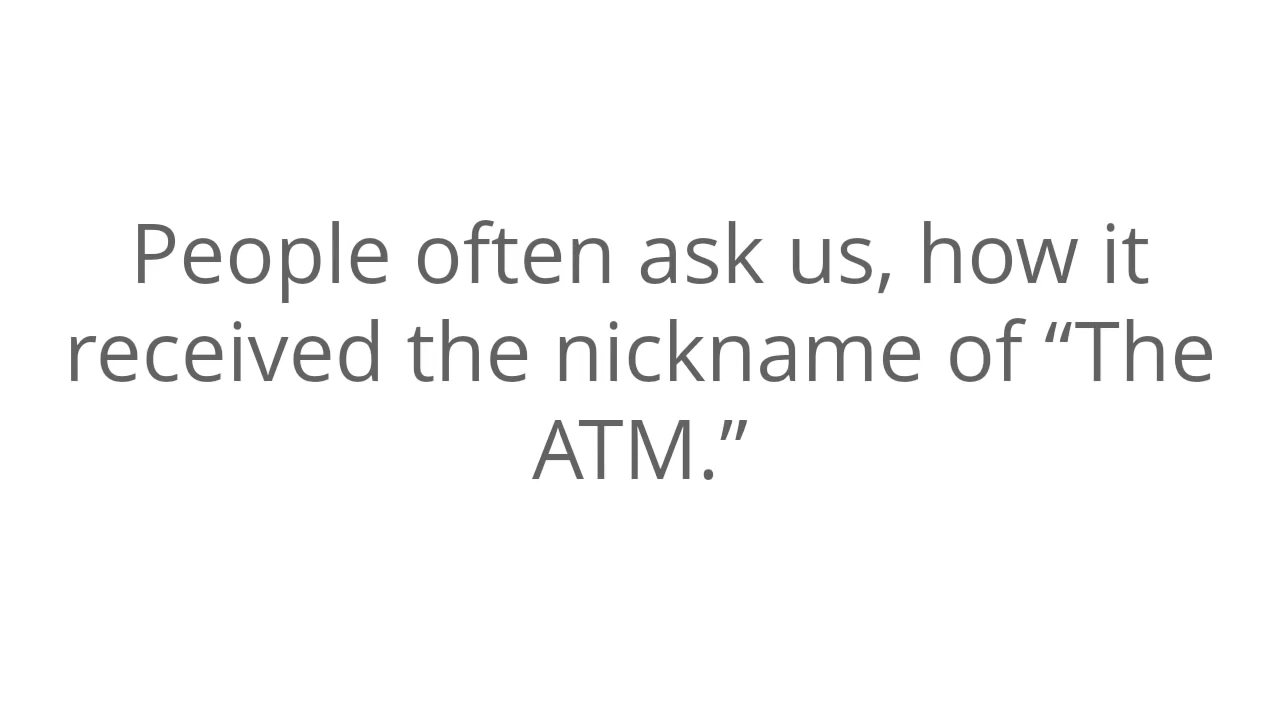 People often ask us, how it
received the nickname of “The
ATM.”